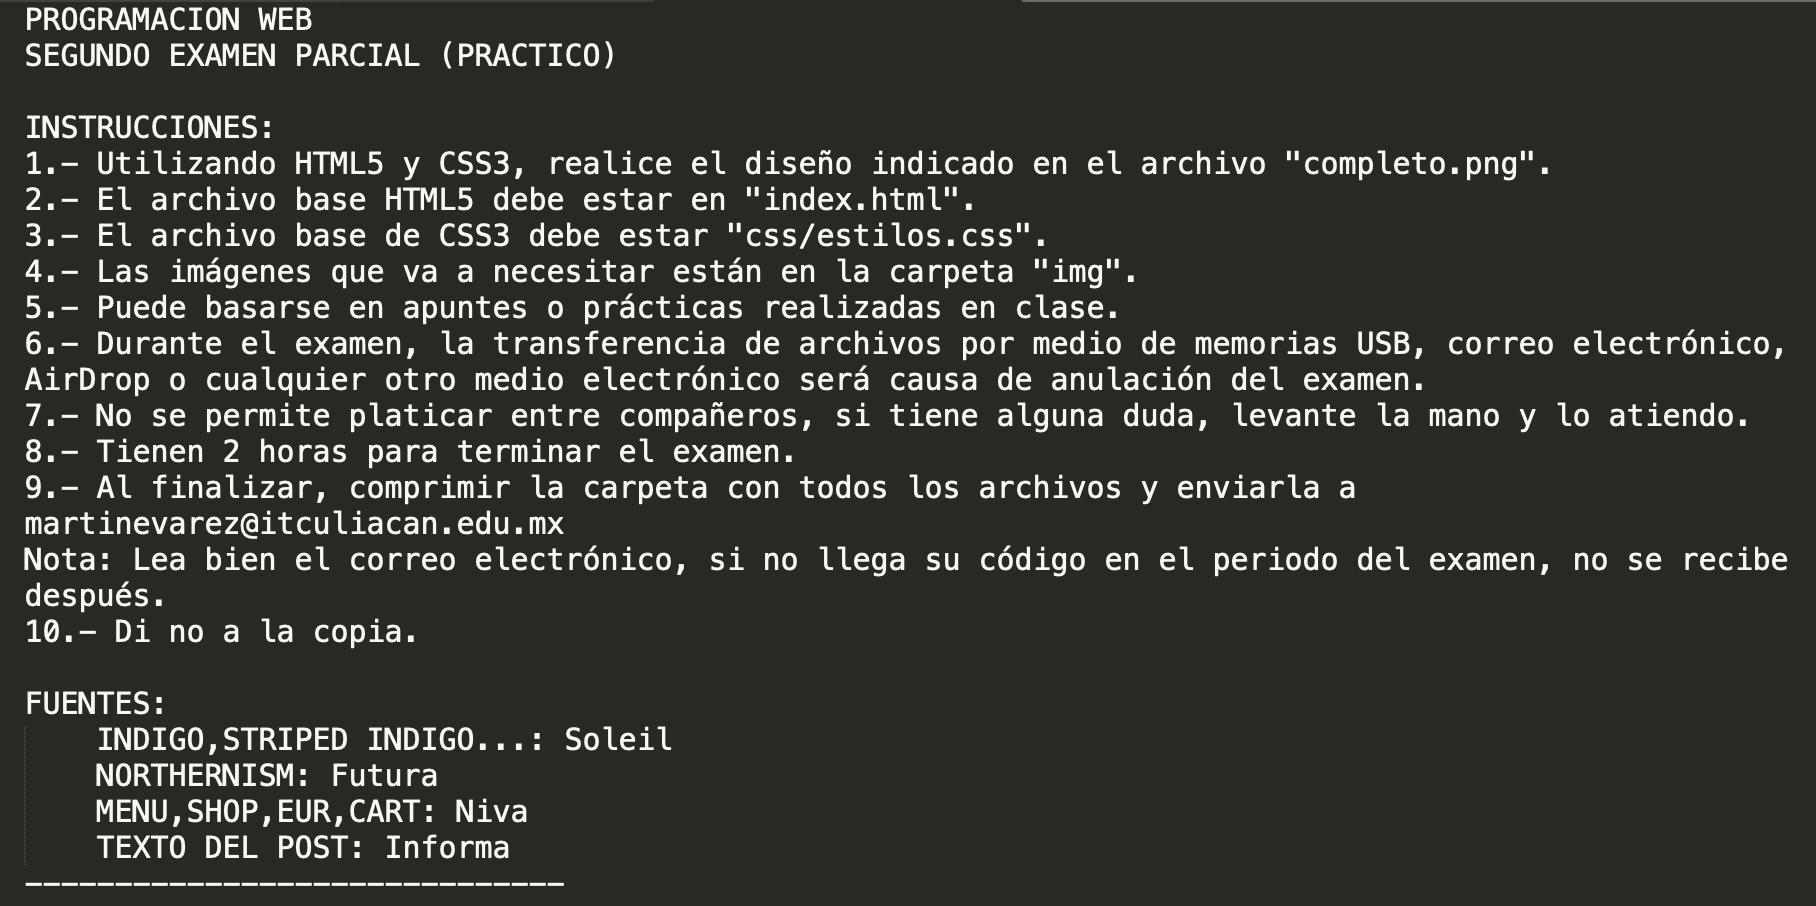 PROGRAMACION WEB
SEGUNDO EXAMEN PARCIAL (PRACTICO)
INSTRUCCIONES:
1.- Utilizando HTML5 y CSS3, realice el diseño indicado en el archivo "completo.png".
2.- El archivo base HTML5 debe estar en "index.html".
3.- El archivo base de CSS3 debe estar "css/estilos.css".
4.- Las imágenes que va a necesitar están en la carpeta "img".
5.- Puede basarse en apuntes o prácticas realizadas en clase.
6.- Durante el examen, la transferencia de archivos por medio de memorias USB, correo electrónico,
AirDrop o cualquier otro medio electrónico será causa de anulación del examen.
7.- No se permite platicar entre compañeros, si tiene alguna duda, levante la mano y lo atiendo.
8.- Tienen 2 horas para terminar el examen.
9.- Al finalizar, comprimir la carpeta con todos los archivos y enviarla a
martinevarez@itculiacan.edu.mx
Nota: Lea bien el correo electrónico, si no llega su código en el periodo del examen, no se recibe
después.
10.- Di no a la copia.
FUENTES:
INDIGO,STRIPED INDIGO...: Soleil
NORTHERNISM: Futura
MENU,SHOP,EUR,CART: Niva
TEXTO DEL POST: Informa
------------------------------